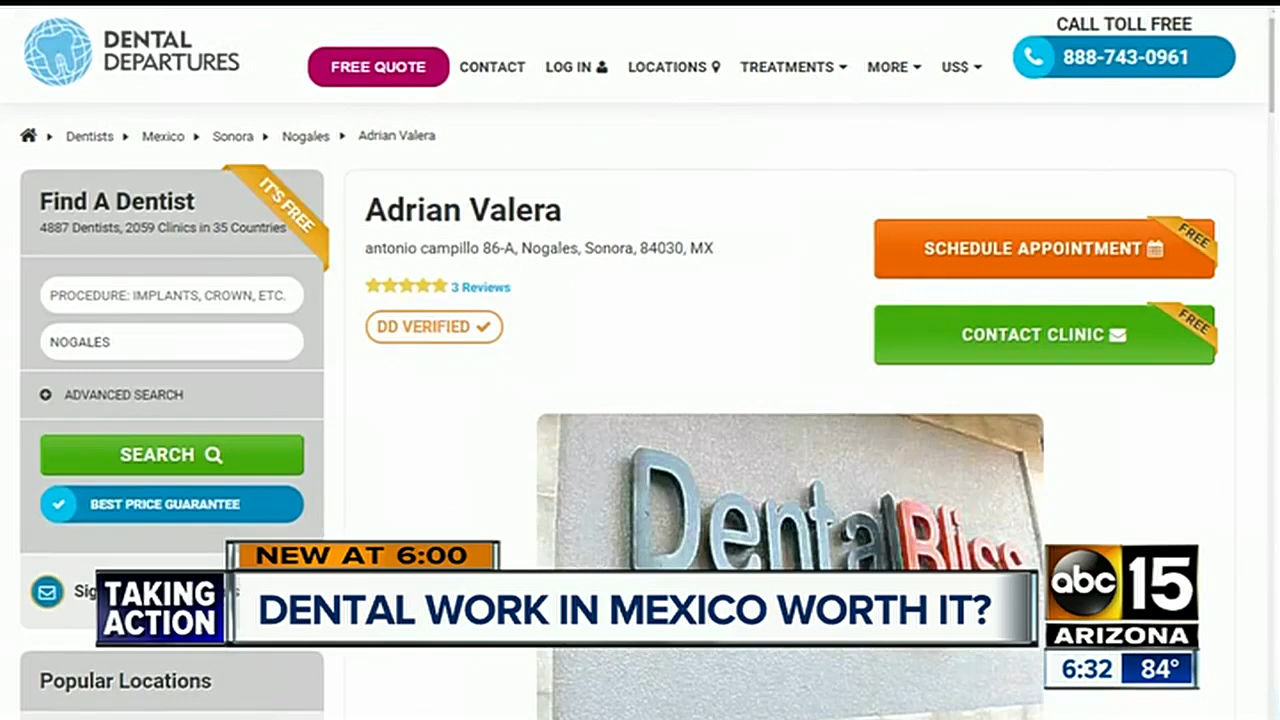 DENTAL
DEPARTURES
FREE QUOTE
CONTACT
LOG IN
LOCATIONS
TREATMENTS
MORE
US$
CALL TOLL FREE
888-743-0961
Dentists
Mexico
Sonora
Nogales
Adrian Valera
Find A Dentist
IT'S FREE
4887 Dentists, 2059 Clinics in 35 Countries
PROCEDURE: IMPLANTS, CROWN, ETC.
NOGALES
ADVANCED SEARCH
SEARCH
BEST PRICE GUARANTEE
Adrian Valera
antonio campillo 86-A, Nogales, Sonora, 84030, MX
3 Reviews
DD VERIFIED
SCHEDULE APPOINTMENT
FREE
CONTACT CLINIC
FREE
DentalBliss
NEW AT 6:00
TAKING
ACTION
DENTAL WORK IN MEXICO WORTH IT?
abc 15
ARIZONA
6:32 84°
Popular Locations